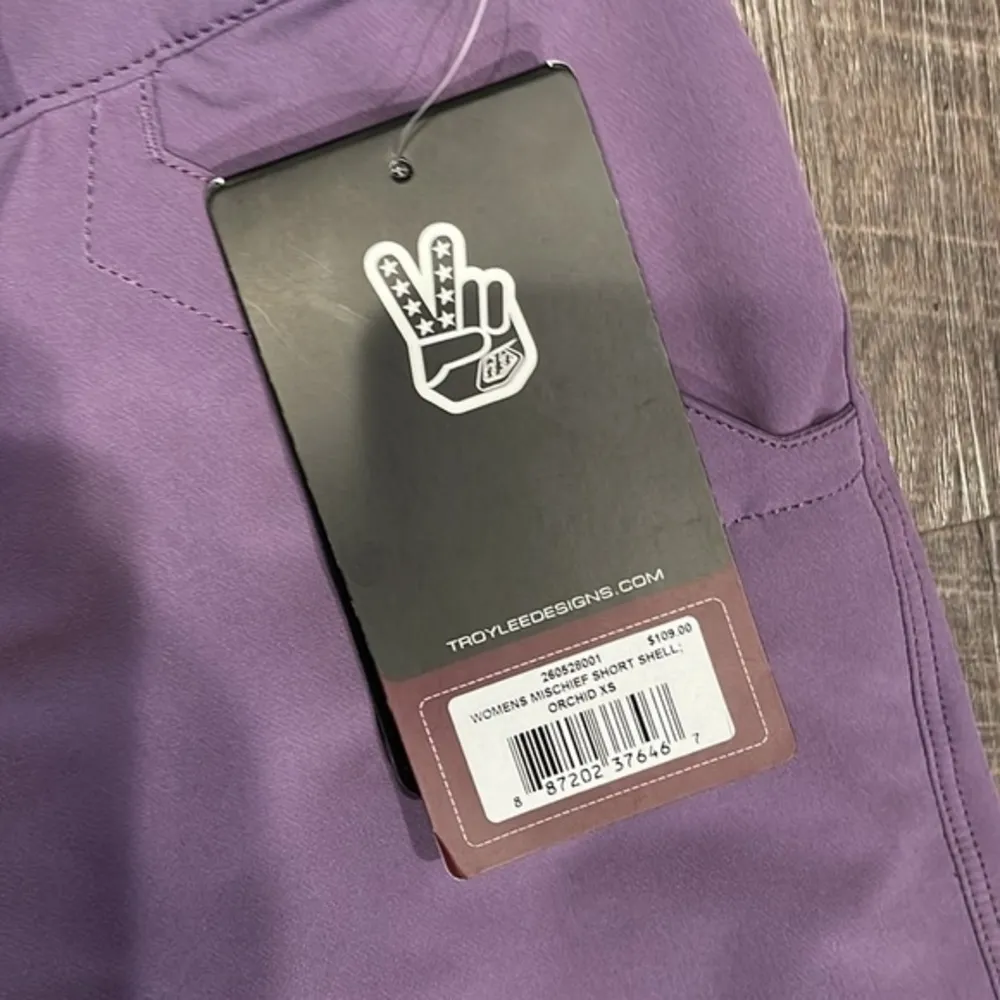 TROYLEEDESIGNS.COM
$109.00
260528001
WOMENS MISCHIEF SHORT SHELL;
ORCHID XS
8 87202 37646 7